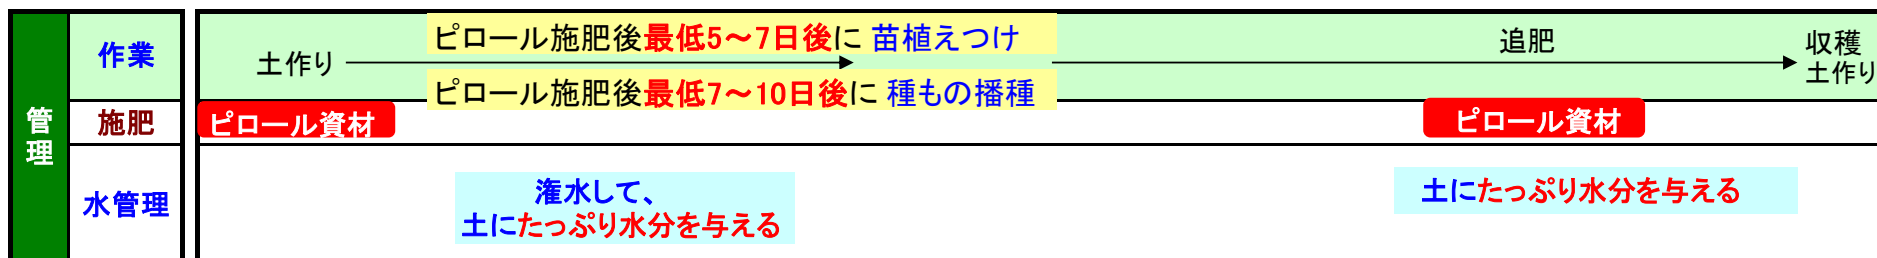 管理
作業
土作り
ピロール施肥後最低5～7日後に 苗植えつけ
ピロール施肥後最低7～10日後に 種もの播種
追肥
収穫
土作り
施肥
ピロール資材
ピロール資材
水管理
潅水して、
土にたっぷり水分を与える
土にたっぷり水分を与える